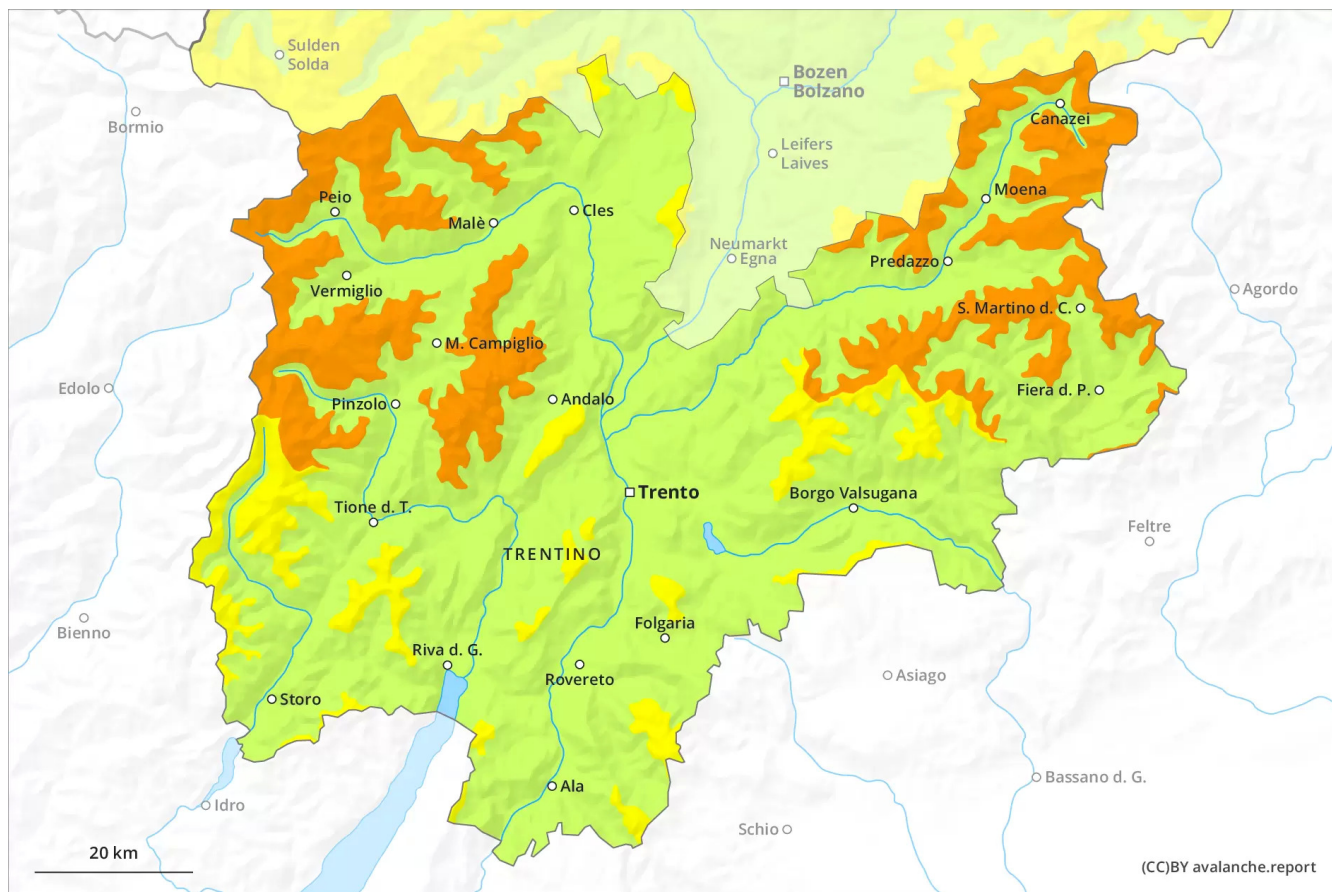 Sulden
Solda
Bozen
Bolzano
Bormio
Canazei
Leifers
Laives
Peio
Moena
Malè
Cles
Neumarkt
Egna
Predazzo
Vermiglio
Agordo
S. Martino d. C.
M. Campiglio
Edolo
Pinzolo
Andalo
Fiera d. P.
Trento
Borgo Valsugana
Tione d. T.
Feltre
TRENTINO
Bienno
Folgaria
Riva d. G.
Rovereto
Asiago
Storo
Bassano d. G.
Ala
Idro
Schio
20 km
(CC)BY avalanche.report